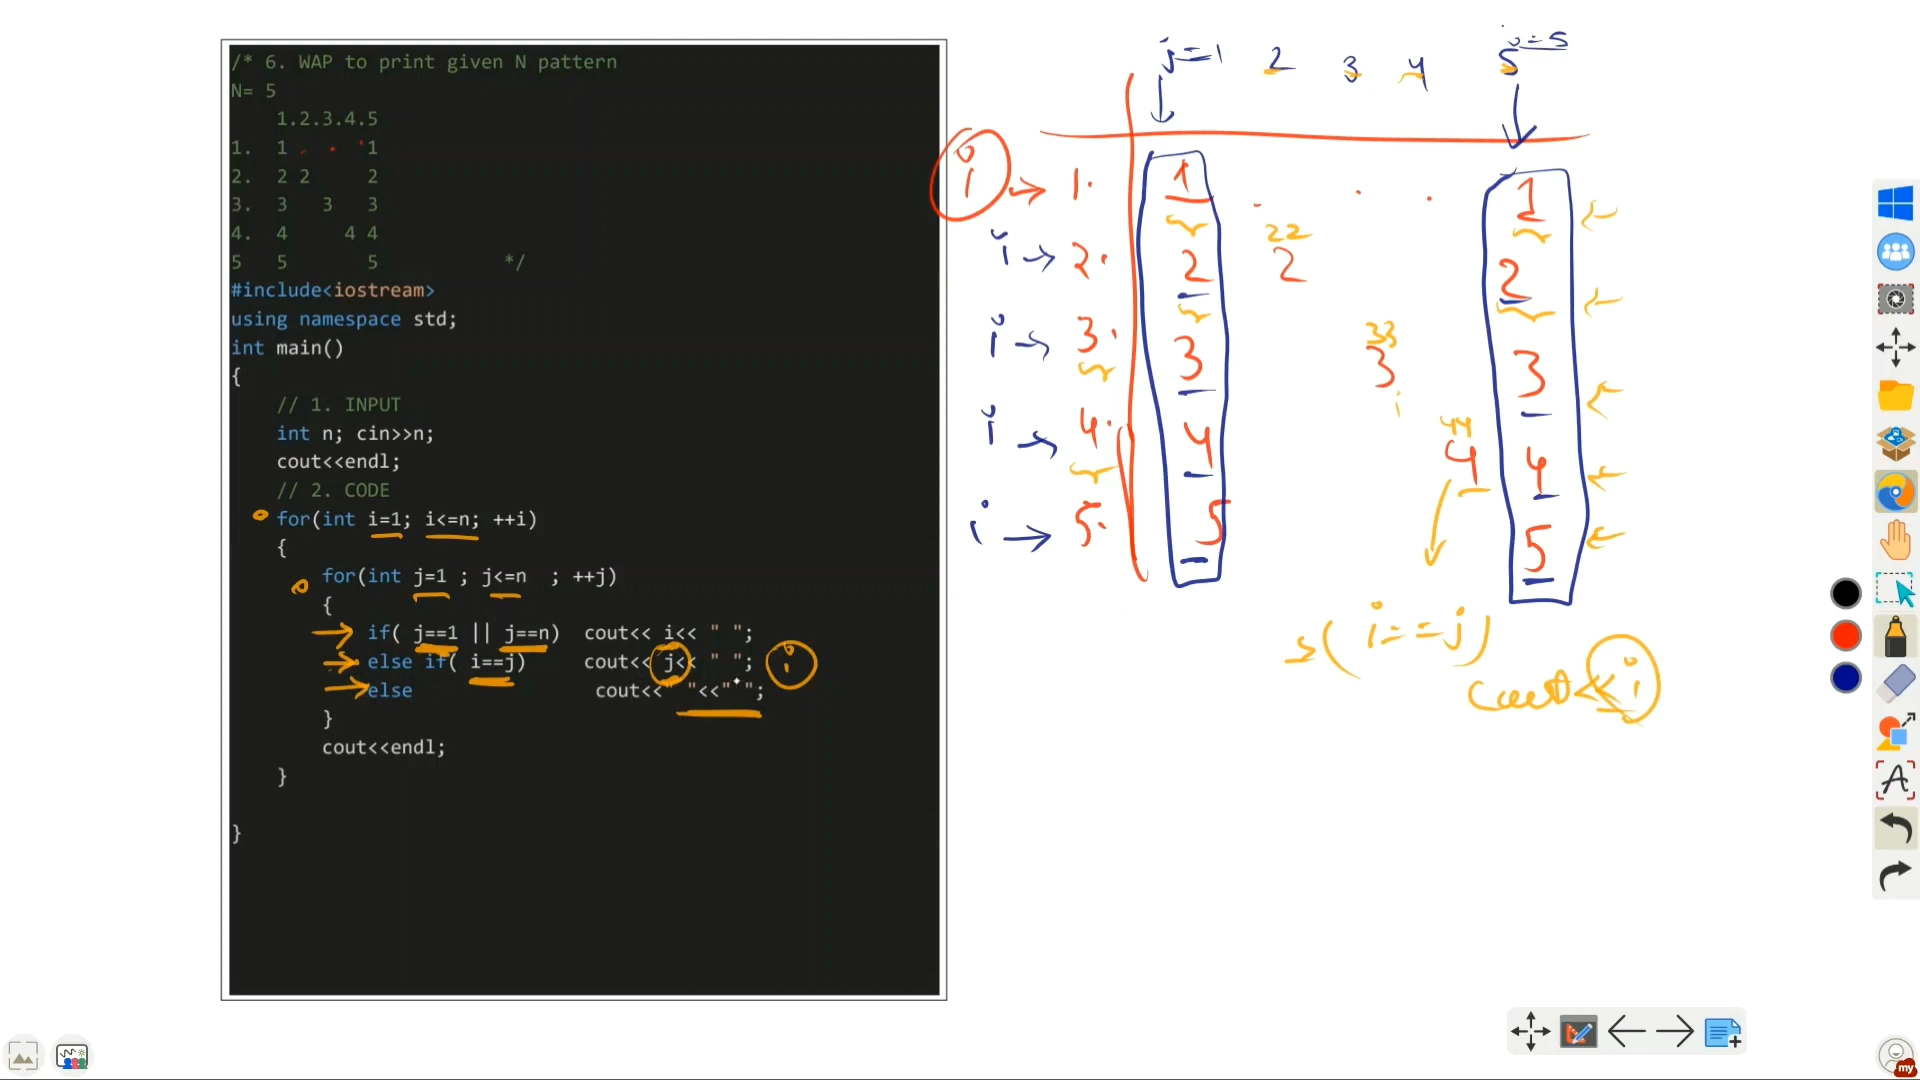 /* 6. WAP to print given N pattern
N= 5
1.2.3.4.5
1. 1 1
2. 2 2 2
3. 3 3 3
4. 4 4 4
5 5 5 */
#include<iostream>
using namespace std;
int main()
{
// 1. INPUT
int n; cin>>n;
cout<<endl;
// 2. CODE
for(int i=1; i<=n; ++i)
{
for(int j=1 ; j<=n ; ++j)
{
if( j==1 || j==n) cout<< i<< " ";
else if( i==j) cout<< j<< " "; i
else cout<<" "<<" ";
}
cout<<endl;
}
}
j=1 2 3 4 5 =5
i → 1. 1 . . . 1
i → 2. 2 22 2 2
i → 3. 3 33 3 3
i
i → 4. 4 44 4 4
i → 5. 5 5
(i==j)
cout<<i
my